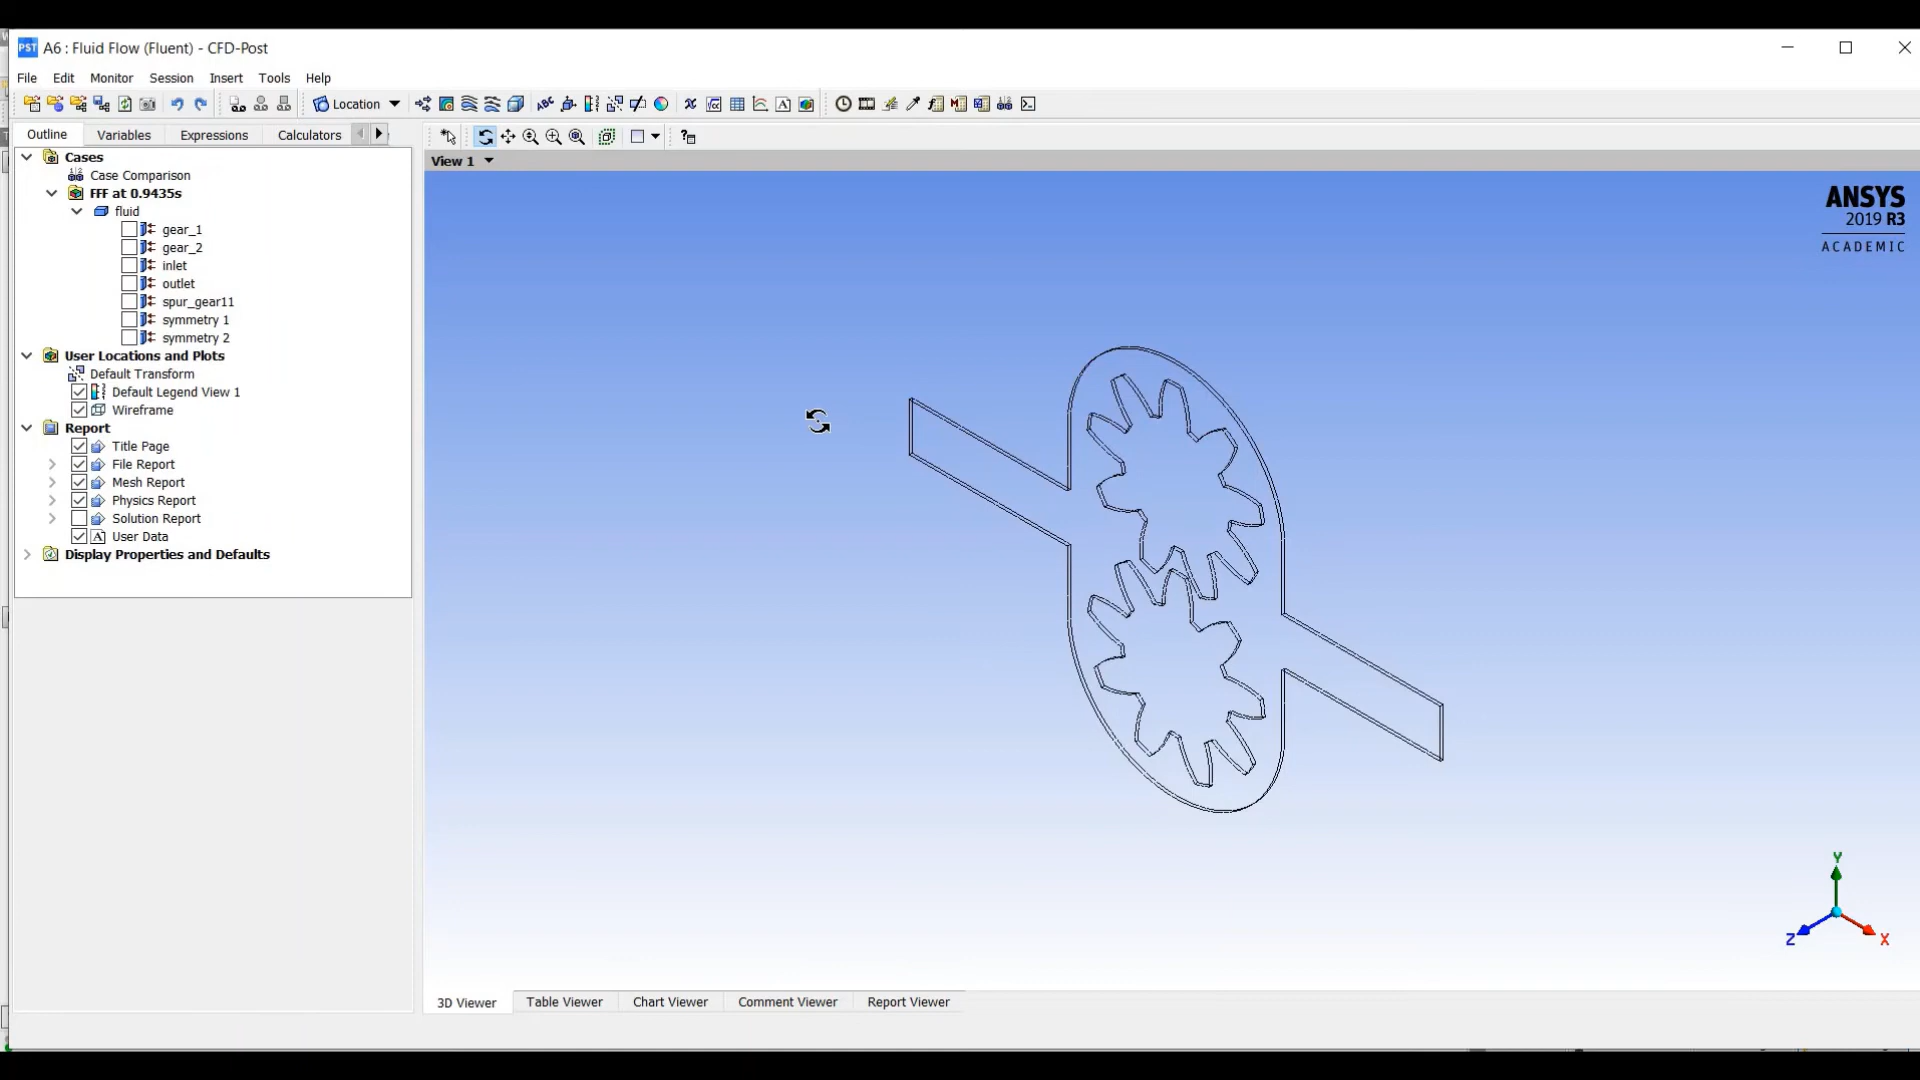 PST A6 : Fluid Flow (Fluent) - CFD-Post
File Edit Monitor Session Insert Tools Help
Location
Outline Variables Expressions Calculators
View 1
Cases
Case Comparison
FFF at 0.9435s
fluid
gear_1
gear_2
inlet
outlet
spur_gear11
symmetry 1
symmetry 2
User Locations and Plots
Default Transform
Default Legend View 1
Wireframe
Report
Title Page
File Report
Mesh Report
Physics Report
Solution Report
User Data
Display Properties and Defaults
ANSYS
2019 R3
ACADEMIC
Y
Z X
3D Viewer Table Viewer Chart Viewer Comment Viewer Report Viewer